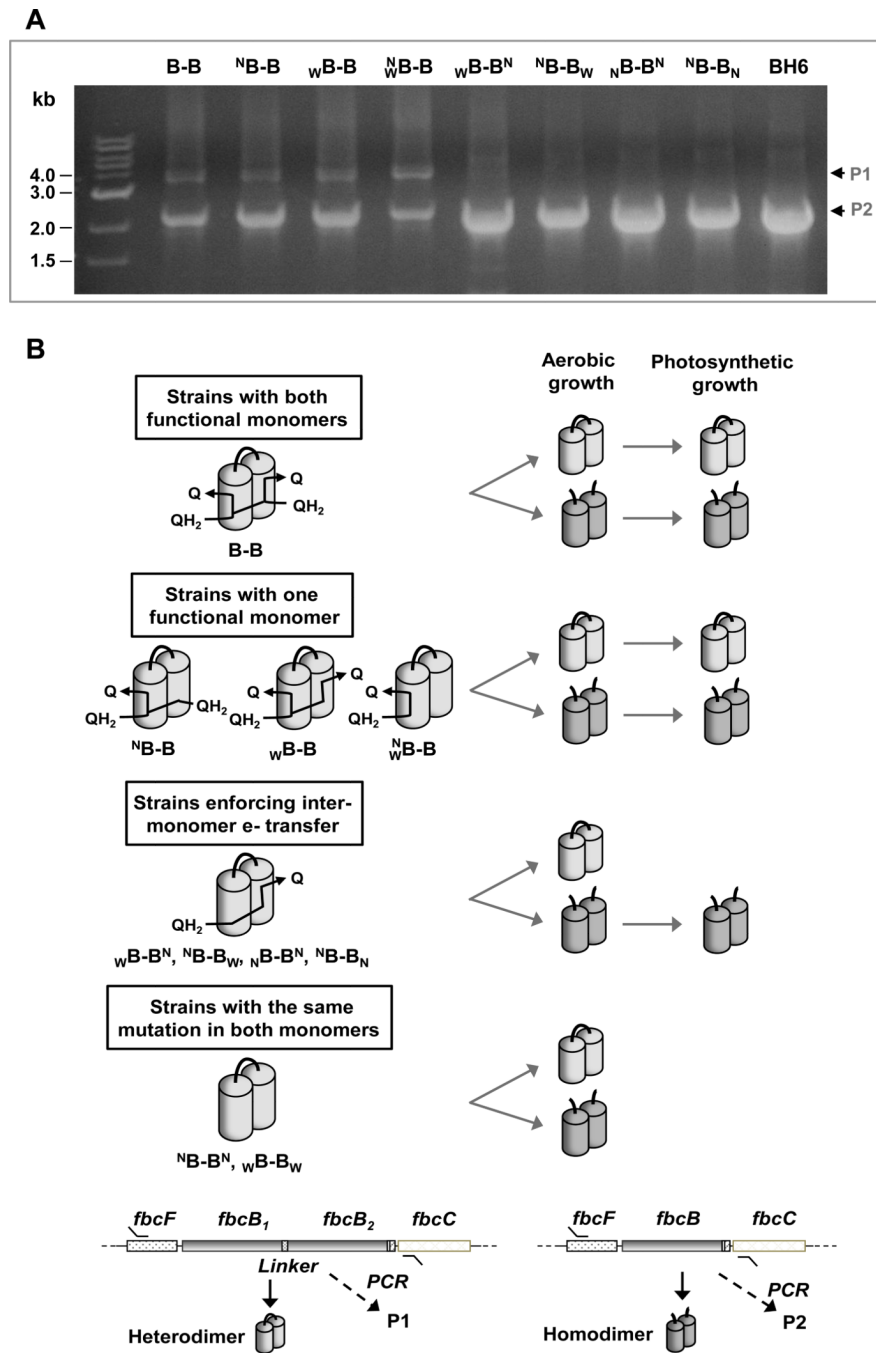 A
B-B ᴺB-B wB-B ᴺwB-B wB-Bᴺ ᴺB-Bw ɴB-Bᴺ ᴺB-Bɴ BH6
kb
4.0
3.0
2.0
1.5
P1
P2
B
Aerobic growth
Photosynthetic growth
Strains with both
functional monomers
Q
Q
QH₂
QH₂
B-B
Strains with one
functional monomer
Q
QH₂
QH₂
ᴺB-B
Q
Q
QH₂
wB-B
Q
QH₂
ᴺwB-B
Strains enforcing inter-
monomer e- transfer
Q
QH₂
wB-Bᴺ, ᴺB-Bw, ɴB-Bᴺ, ᴺB-Bɴ
Strains with the same
mutation in both monomers
ᴺB-Bᴺ, wB-Bw
fbcF fbcB₁ fbcB₂ fbcC
Linker
PCR
P1
Heterodimer
fbcF fbcB fbcC
PCR
P2
Homodimer